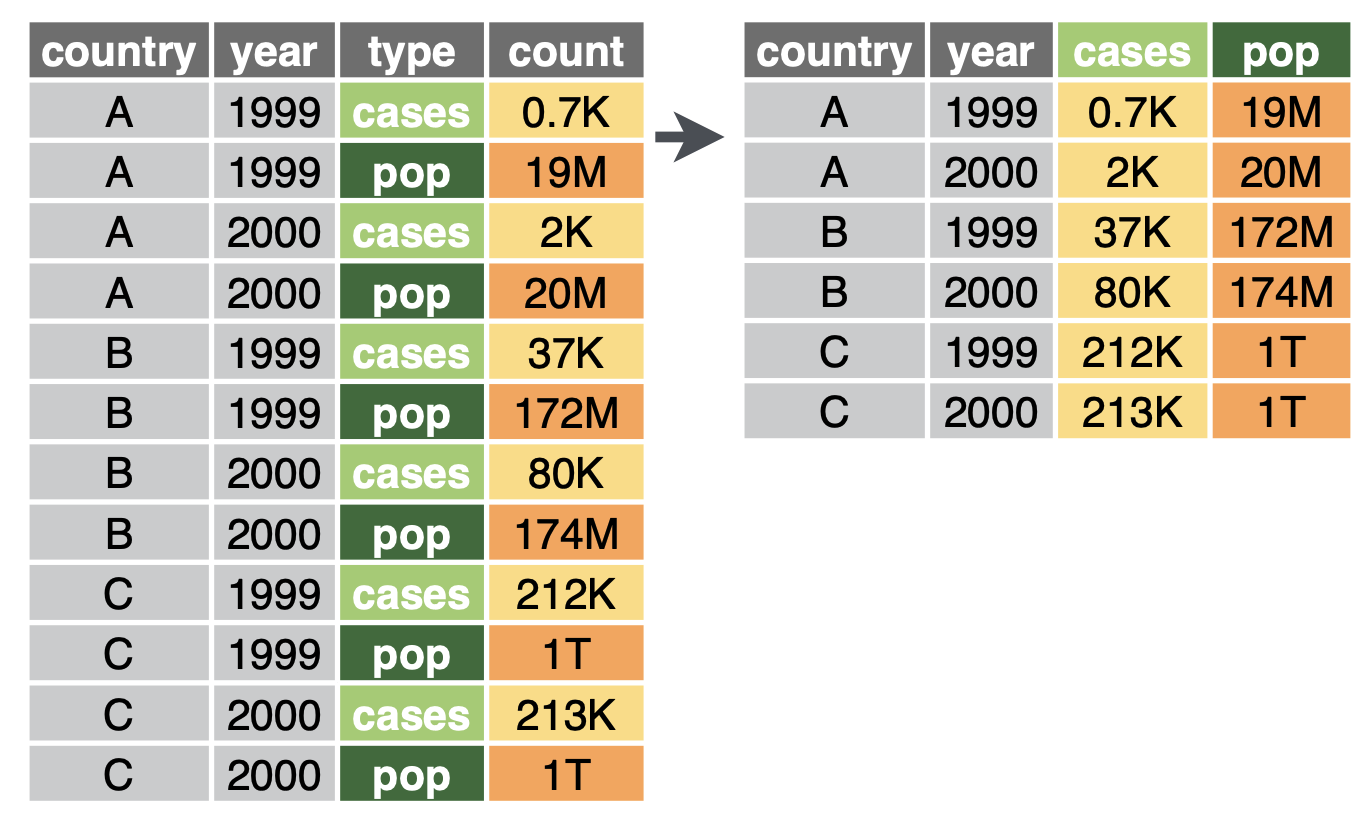 country year type count
A 1999 cases 0.7K
A 1999 pop 19M
A 2000 cases 2K
A 2000 pop 20M
B 1999 cases 37K
B 1999 pop 172M
B 2000 cases 80K
B 2000 pop 174M
C 1999 cases 212K
C 1999 pop 1T
C 2000 cases 213K
C 2000 pop 1T
country year cases pop
A 1999 0.7K 19M
A 2000 2K 20M
B 1999 37K 172M
B 2000 80K 174M
C 1999 212K 1T
C 2000 213K 1T